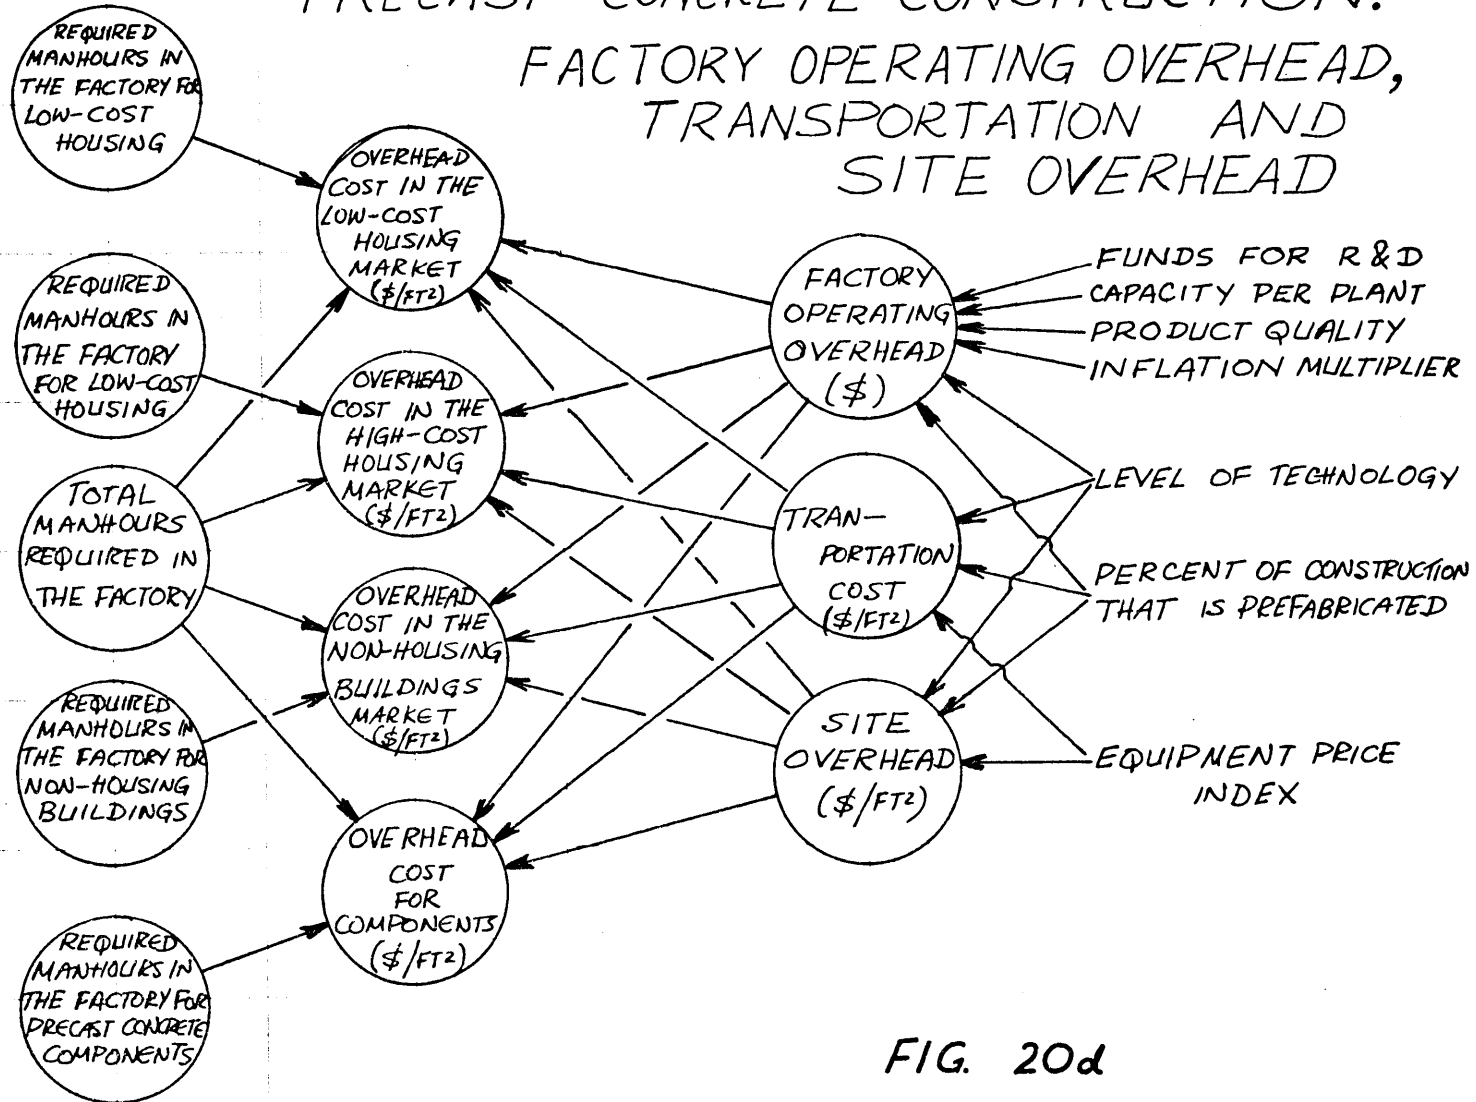 PRECAST CONCRETE CONSTRUCTION:
FACTORY OPERATING OVERHEAD,
TRANSPORTATION AND
SITE OVERHEAD
REQUIRED
MANHOURS IN
THE FACTORY FOR
LOW-COST
HOUSING
REQUIRED
MANHOURS IN
THE FACTORY
FOR LOW-COST
HOUSING
TOTAL
MANHOURS
REQUIRED IN
THE FACTORY
REQUIRED
MANHOURS IN
THE FACTORY FOR
NON-HOUSING
BUILDINGS
REQUIRED
MANHOURS IN
THE FACTORY FOR
PRECAST CONCRETE
COMPONENTS
OVERHEAD
COST IN THE
LOW-COST
HOUSING
MARKET
($/FT2)
OVERHEAD
COST IN THE
HIGH-COST
HOUSING
MARKET
($/FT2)
OVERHEAD
COST IN THE
NON-HOUSING
BUILDINGS
MARKET
($/FT2)
OVERHEAD
COST
FOR
COMPONENTS
($/FT2)
FACTORY
OPERATING
OVERHEAD
($)
TRAN-
PORTATION
COST
($/FT2)
SITE
OVERHEAD
($/FT2)
FUNDS FOR R&D
CAPACITY PER PLANT
PRODUCT QUALITY
INFLATION MULTIPLIER
LEVEL OF TECHNOLOGY
PERCENT OF CONSTRUCTION
THAT IS PREFABRICATED
EQUIPMENT PRICE
INDEX
FIG. 20d